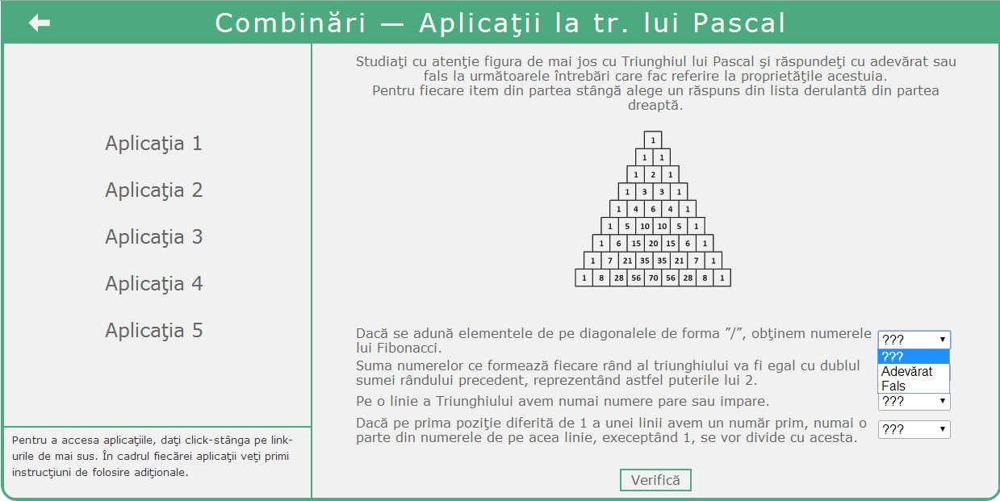 Combinări — Aplicaţii la tr. lui Pascal
Aplicaţia 1
Aplicaţia 2
Aplicaţia 3
Aplicaţia 4
Aplicaţia 5
Pentru a accesa aplicaţiile, daţi click-stânga pe link-
urile de mai sus. În cadrul fiecărei aplicaţii veţi primi
instrucţiuni de folosire adiţionale.
Studiaţi cu atenţie figura de mai jos cu Triunghiul lui Pascal şi răspundeţi cu adevărat sau
fals la următoarele întrebări care fac referire la proprietăţile acestuia.
Pentru fiecare item din partea stângă alege un răspuns din lista derulantă din partea
dreaptă.
1
1 1
1 2 1
1 3 3 1
1 4 6 4 1
1 5 10 10 5 1
1 6 15 20 15 6 1
1 7 21 35 35 21 7 1
1 8 28 56 70 56 28 8 1
Dacă se adună elementele de pe diagonalele de forma ”/”, obţinem numerele
lui Fibonacci.
???
???
Adevărat
Fals
Suma numerelor ce formează fiecare rând al triunghiului va fi egal cu dublul
sumei rândului precedent, reprezentând astfel puterile lui 2.
Pe o linie a Triunghiului avem numai numere pare sau impare.
???
Dacă pe prima poziţie diferită de 1 a unei linii avem un număr prim, numai o
parte din numerele de pe acea linie, execeptând 1, se vor divide cu acesta.
???
Verifică